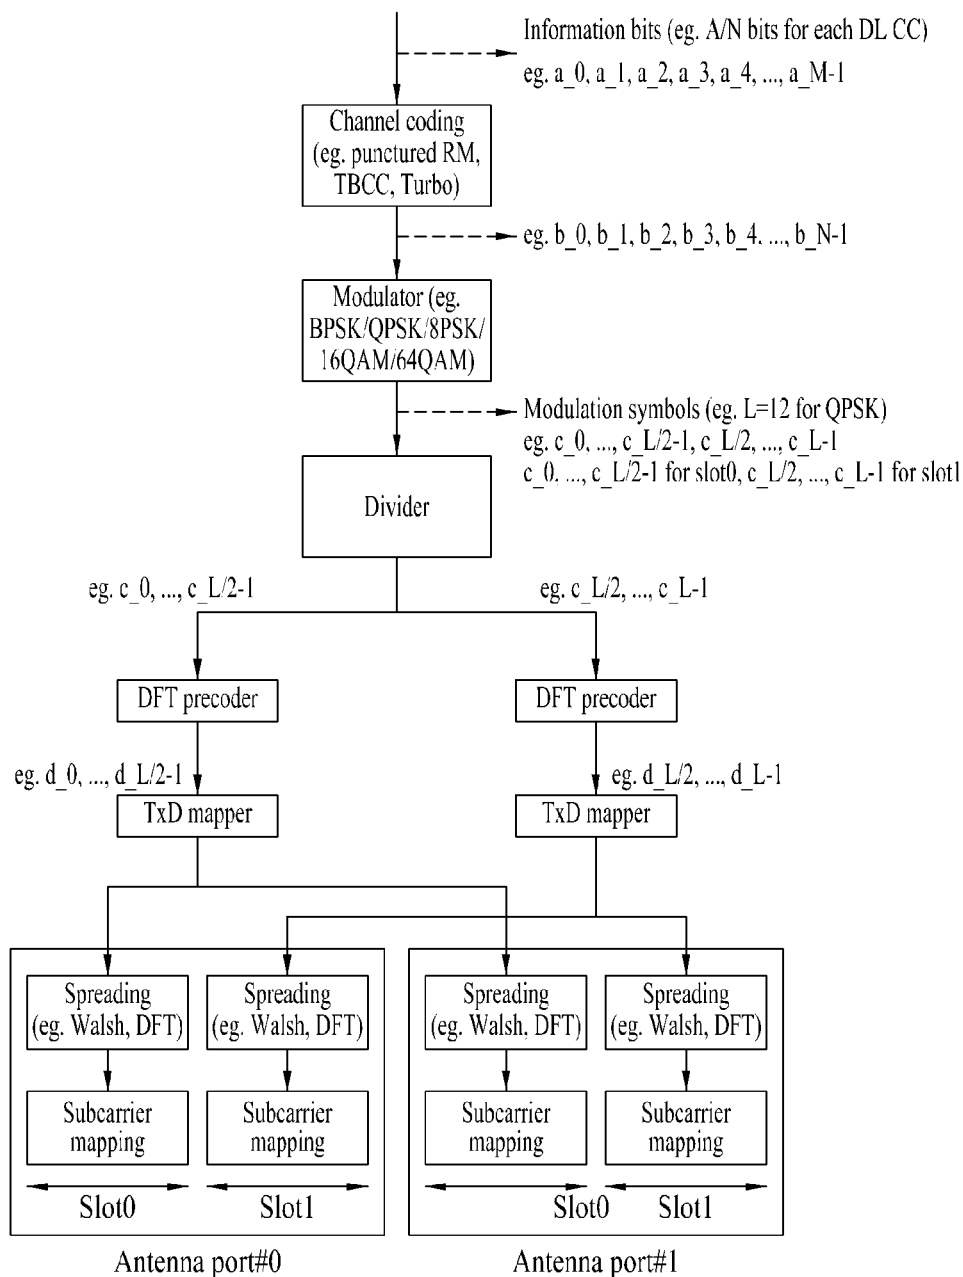 Information bits (eg. A/N bits for each DL CC)
eg. a_0, a_1, a_2, a_3, a_4, ..., a_M-1
Channel coding
(eg. punctured RM,
TBCC, Turbo)
eg. b_0, b_1, b_2, b_3, b_4. ..., b_N-1
Modulator (eg.
BPSK/QPSK/8PSK/
16QAM/64QAM)
Modulation symbols (eg. L=12 for QPSK)
eg. c_0, ..., c_L/2-1, c_L/2, ..., c_L-1
c_0. ..., c_L/2-1 for slot0, c_L/2, ..., c_L-1 for slot1
Divider
eg. c_0, ..., c_L/2-1
eg. c_L/2, ..., c_L-1
DFT precoder
DFT precoder
eg. d_0, ..., d_L/2-1
eg. d_L/2, ..., d_L-1
TxD mapper
TxD mapper
Spreading
(eg. Walsh, DFT)
Spreading
(eg. Walsh, DFT)
Spreading
(eg. Walsh, DFT)
Spreading
(eg. Walsh, DFT)
Subcarrier
mapping
Subcarrier
mapping
Subcarrier
mapping
Subcarrier
mapping
Slot0
Slot1
Slot0
Slot1
Antenna port#0
Antenna port#1